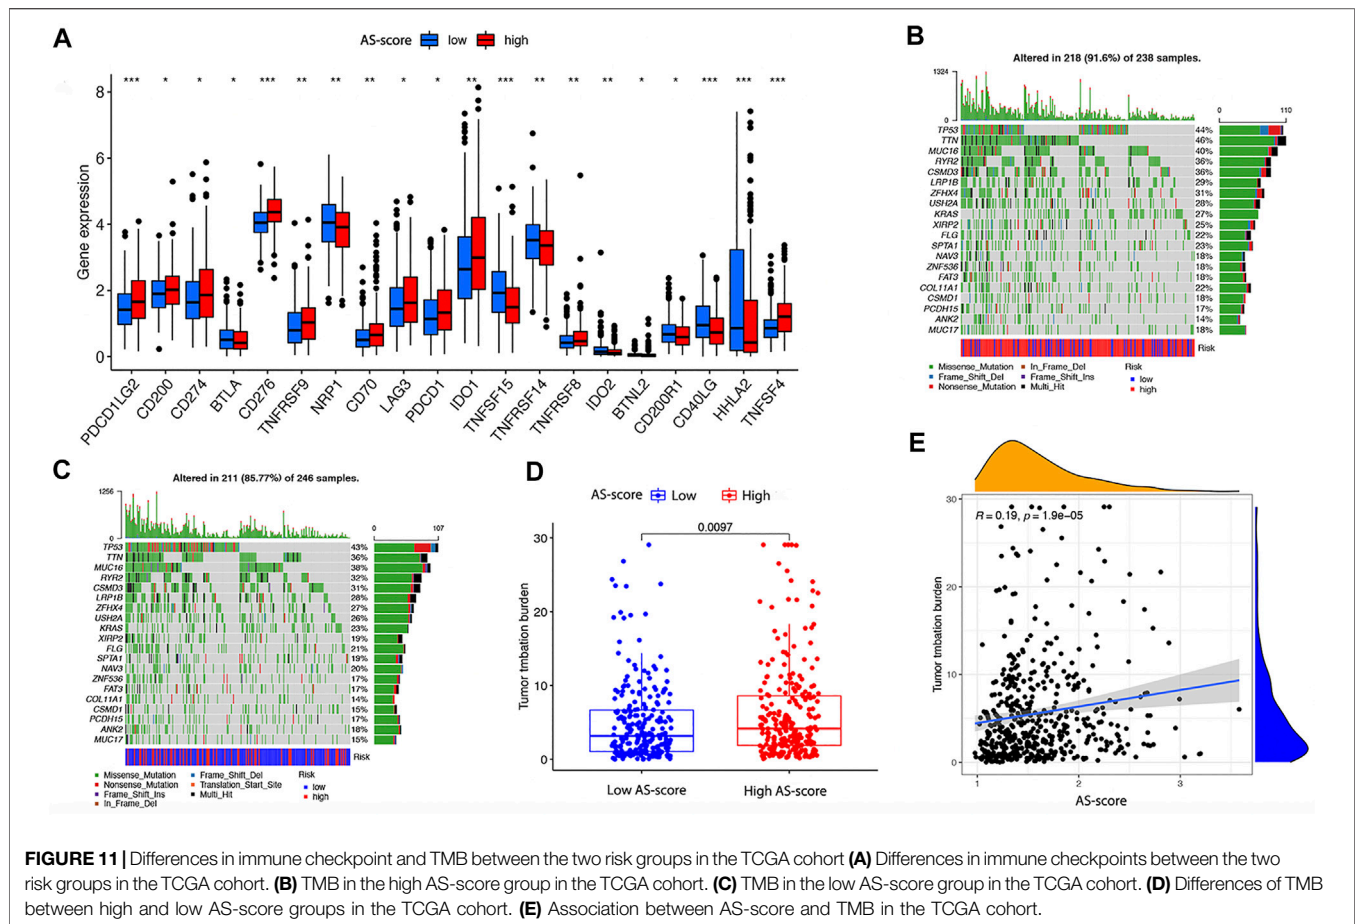 A
AS-score low high
*** * * * *** ** ** ** * * ** *** ** ** ** * * *** *** ***
Gene expression
8
6
4
2
0
PDCD1LG2 CD200 CD274 BTLA CD276 TNFRSF9 NRP1 CD70 LAG3 PDCD1 IDO1 TNFSF15 TNFRSF14 TNFRSF8 IDO2 BTNL2 CD200R1 CD40LG HHLA2 TNFSF4
B
Altered in 218 (91.6%) of 238 samples.
1324
0
0 110
TP53 44%
TTN 46%
MUC16 40%
RYR2 36%
CSMD3 36%
LRP1B 29%
ZFHX4 31%
USH2A 28%
KRAS 27%
XIRP2 25%
FLG 22%
SPTA1 23%
NAV3 18%
ZNF536 18%
FAT3 18%
COL11A1 22%
CSMD1 18%
PCDH15 17%
ANK2 14%
MUC17 18%
Risk
Missense_Mutation In_Frame_Del Risk
Frame_Shift_Del Frame_Shift_Ins low
Nonsense_Mutation Multi_Hit high
C
Altered in 211 (85.77%) of 246 samples.
1256
0
0 107
TP53 43%
TTN 36%
MUC16 38%
RYR2 32%
CSMD3 31%
LRP1B 28%
ZFHX4 27%
USH2A 26%
KRAS 23%
XIRP2 19%
FLG 21%
SPTA1 19%
NAV3 20%
ZNF536 17%
FAT3 17%
COL11A1 14%
CSMD1 15%
PCDH15 17%
ANK2 18%
MUC17 15%
Risk
Missense_Mutation Frame_Shift_Del Risk
Nonsense_Mutation Translation_Start_Site low
Frame_Shift_Ins Multi_Hit high
In_Frame_Del
D
AS-score Low High
0.0097
Tumor tmbation burden
30
20
10
0
Low AS-score High AS-score
E
R = 0.19, p = 1.9e−05
Tumor tmbation burden
30
20
10
0
1 2 3
AS-score
FIGURE 11 | Differences in immune checkpoint and TMB between the two risk groups in the TCGA cohort (A) Differences in immune checkpoints between the two
risk groups in the TCGA cohort. (B) TMB in the high AS-score group in the TCGA cohort. (C) TMB in the low AS-score group in the TCGA cohort. (D) Differences of TMB
between high and low AS-score groups in the TCGA cohort. (E) Association between AS-score and TMB in the TCGA cohort.